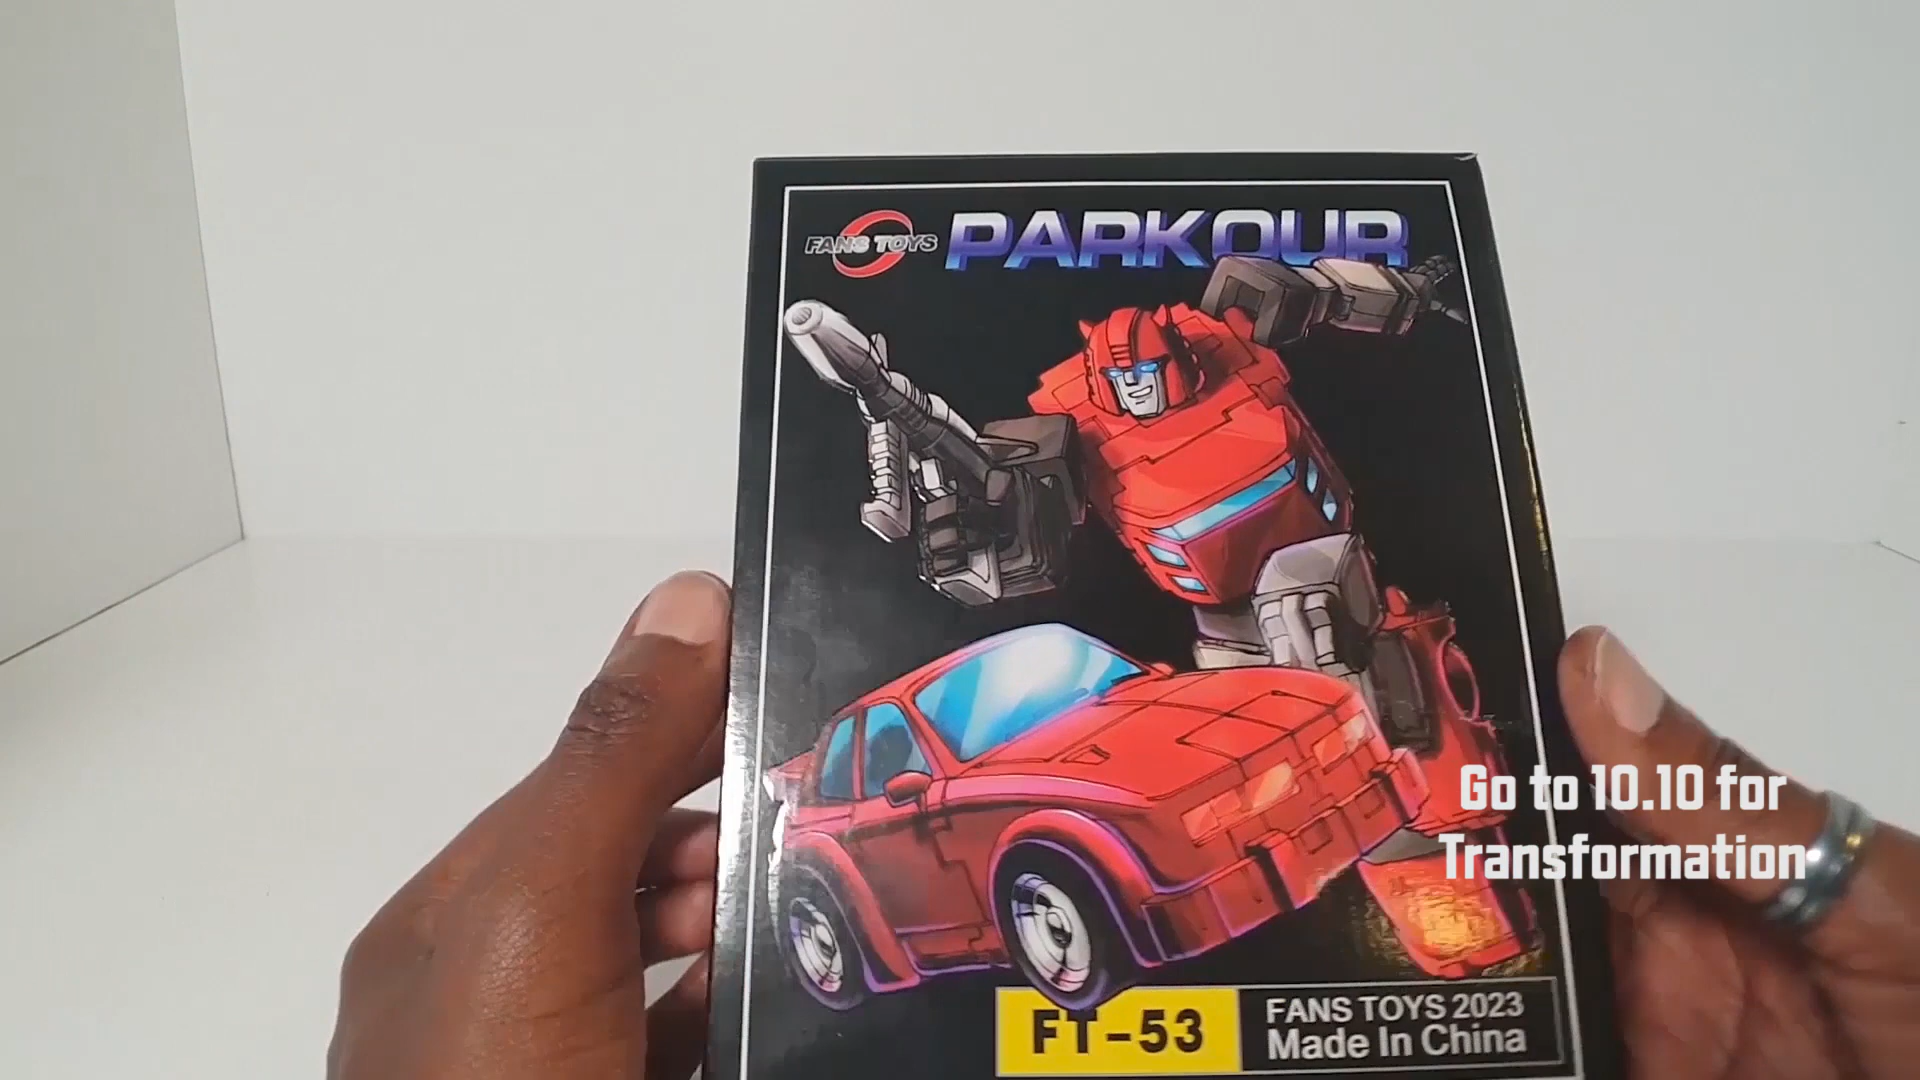 FANS TOYS
PARKOUR
Go to 10.10 for
Transformation
FT-53
FANS TOYS 2023
Made In China